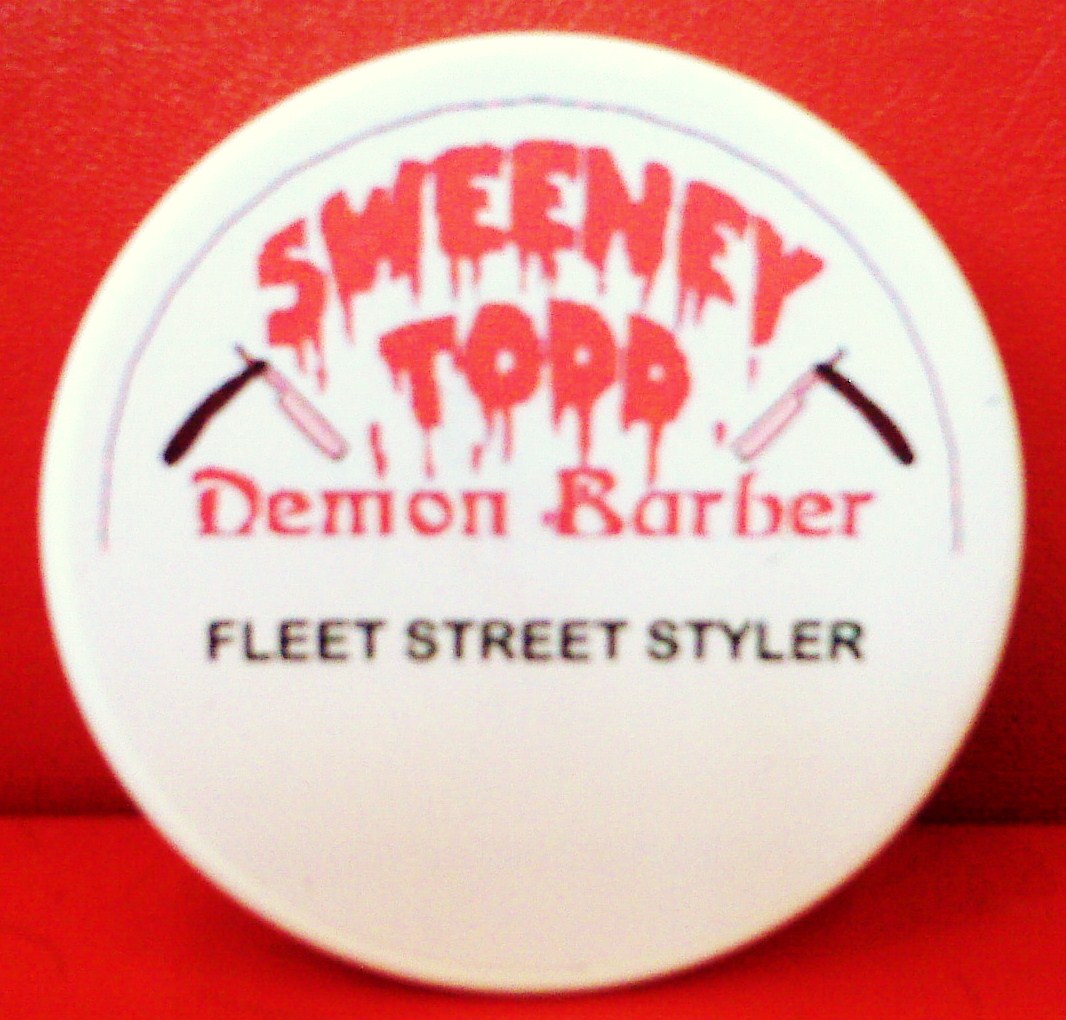 SWEENEY
TODD
Demon Barber
FLEET STREET STYLER